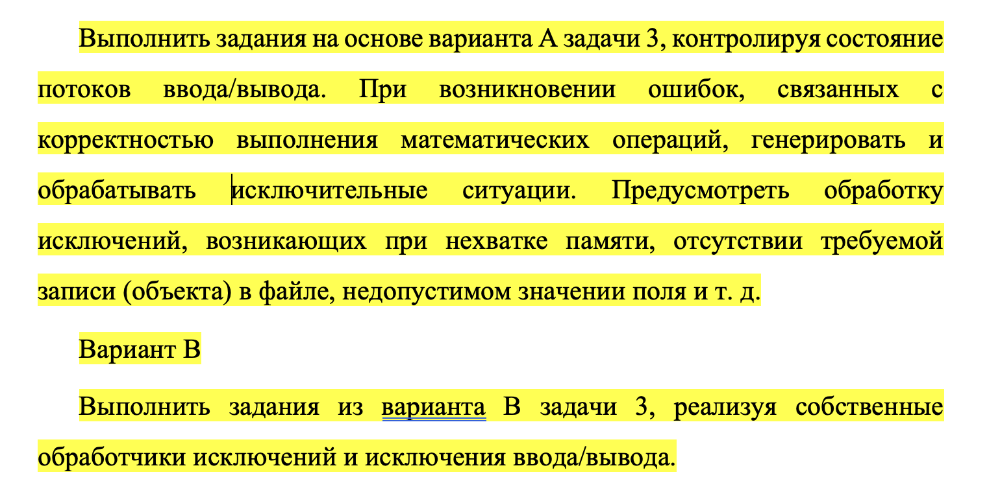 Выполнить задания на основе варианта А задачи 3, контролируя состояние
потоков ввода/вывода. При возникновении ошибок, связанных с
корректностью выполнения математических операций, генерировать и
обрабатывать исключительные ситуации. Предусмотреть обработку
исключений, возникающих при нехватке памяти, отсутствии требуемой
записи (объекта) в файле, недопустимом значении поля и т. д.
Вариант В
Выполнить задания из варианта В задачи 3, реализуя собственные
обработчики исключений и исключения ввода/вывода.